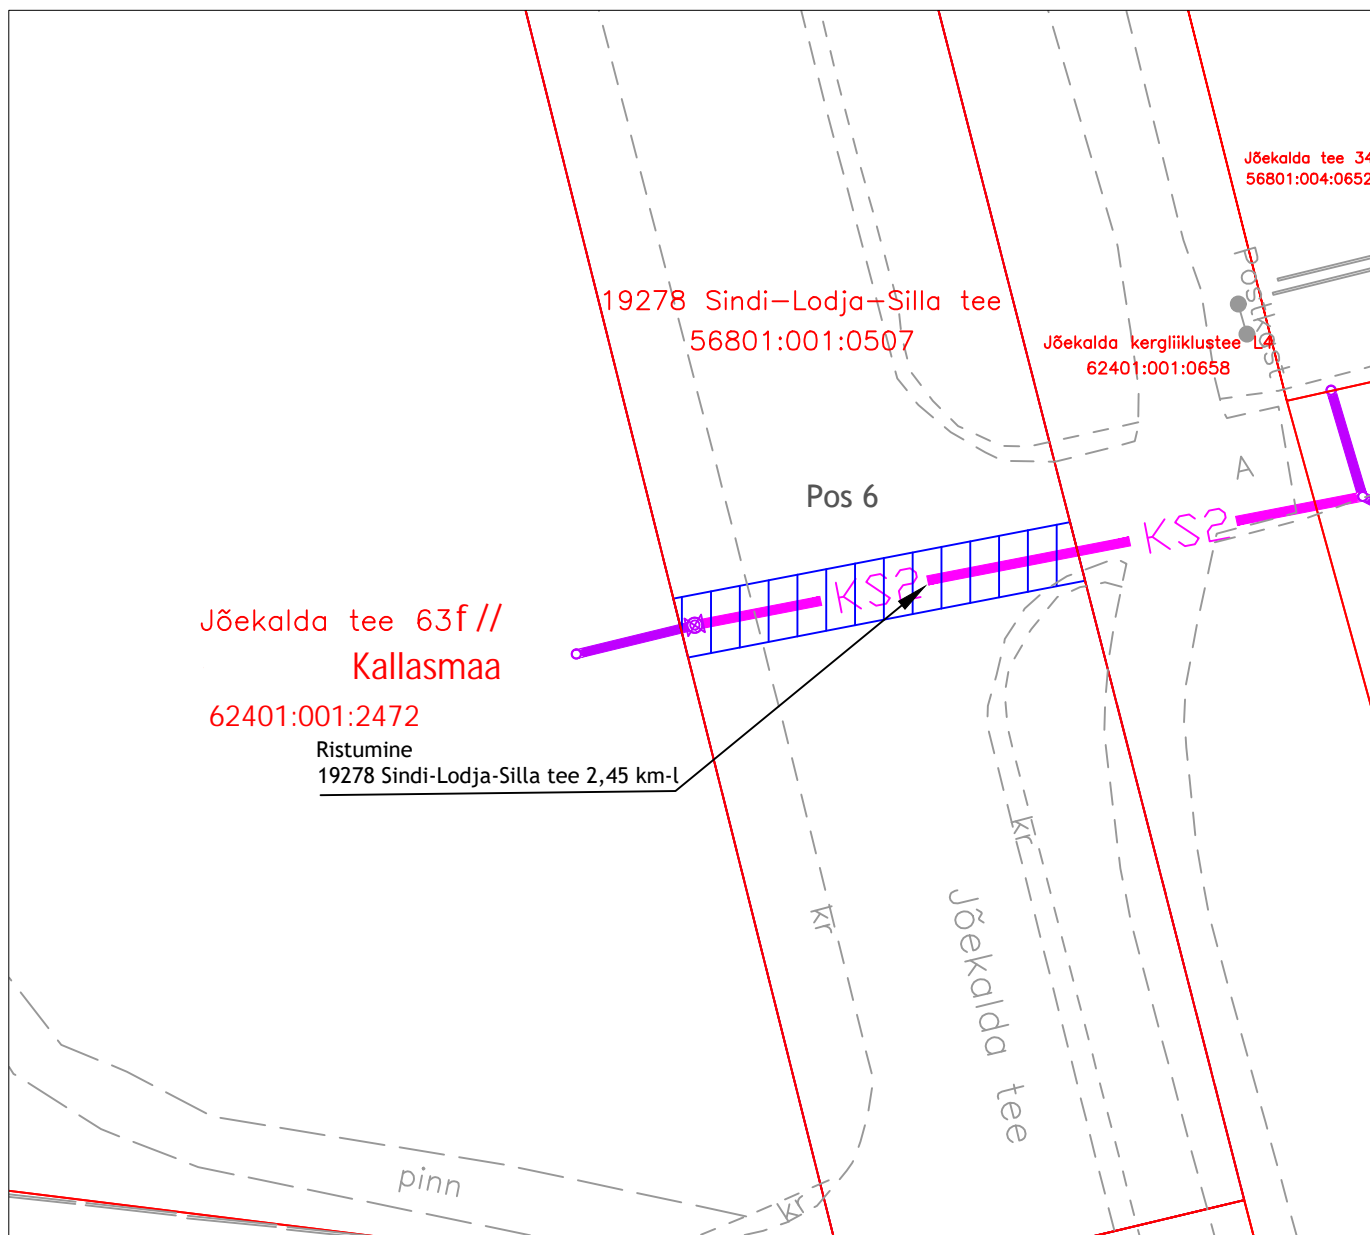 Jõekalda tee 34
56801:004:0652
Postkast
19278 Sindi-Lodja-Silla tee
56801:001:0507
Jõekalda kergliiklustee L4
62401:001:0658
A
Pos 6
KS2
KS2
Jõekalda tee 63f //
Kallasmaa
62401:001:2472
Ristumine
19278 Sindi-Lodja-Silla tee 2,45 km-l
kr
kr
Jõekalda tee
pinn
kr